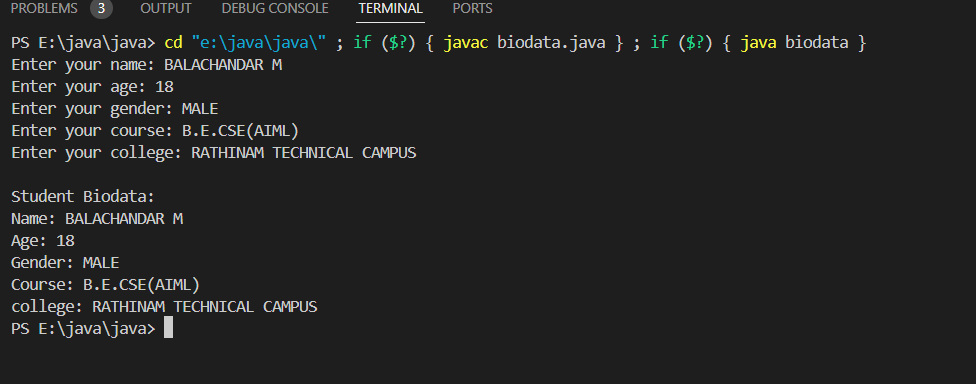 PROBLEMS 3 OUTPUT DEBUG CONSOLE TERMINAL PORTS
PS E:\java\java> cd "e:\java\java\" ; if ($?) { javac biodata.java } ; if ($?) { java biodata }
Enter your name: BALACHANDAR M
Enter your age: 18
Enter your gender: MALE
Enter your course: B.E.CSE(AIML)
Enter your college: RATHINAM TECHNICAL CAMPUS
Student Biodata:
Name: BALACHANDAR M
Age: 18
Gender: MALE
Course: B.E.CSE(AIML)
college: RATHINAM TECHNICAL CAMPUS
PS E:\java\java>